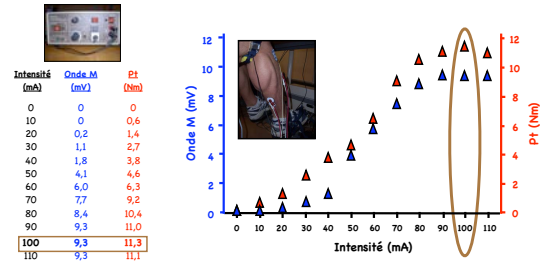 Intensité Onde M Pt
(mA) (mV) (Nm)
0 0 0
10 0 0,6
20 0,2 1,4
30 1,1 2,7
40 1,8 3,8
50 4,1 4,6
60 6,0 6,3
70 7,7 9,2
80 8,4 10,4
90 9,3 11,0
100 9,3 11,3
110 9,3 11,1
Onde M (mV)
12
10
8
6
4
2
0
12
10
8
6
4
2
0
Pt (Nm)
0 10 20 30 40 50 60 70 80 90 100 110
Intensité (mA)